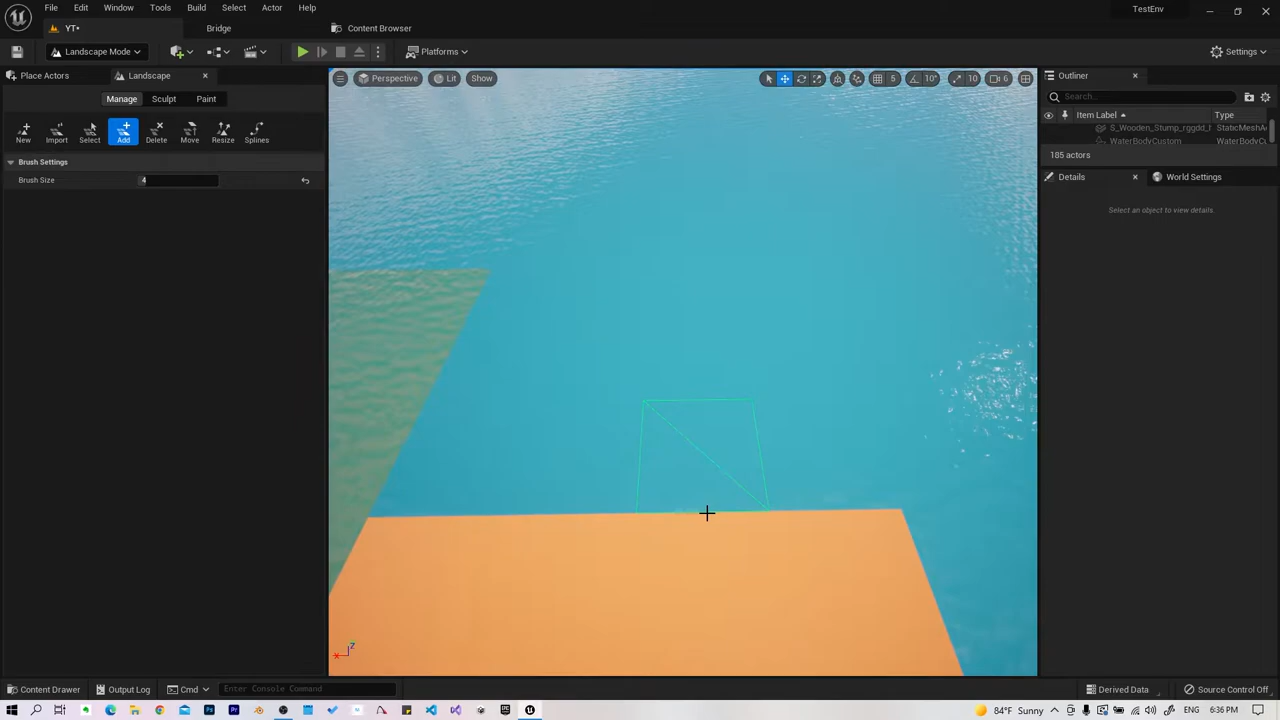 File Edit Window Tools Build Select Actor Help
TestEnv
YT•
Bridge
Content Browser
Landscape Mode
Platforms
Settings
Place Actors
Landscape
Perspective
Lit
Show
5
10°
10
6
Outliner
Manage
Sculpt
Paint
Search...
Item Label
Type
New
Import
Select
Add
Delete
Move
Resize
Splines
S_Wooden_Stump_rggdd_l
StaticMeshA
WaterBodyCustom
WaterBodyC
185 actors
Brush Settings
Brush Size
4
Details
World Settings
Select an object to view details.
z
x
Content Drawer
Output Log
Cmd
Enter Console Command
Derived Data
Source Control Off
84°F Sunny
ENG
6:36 PM